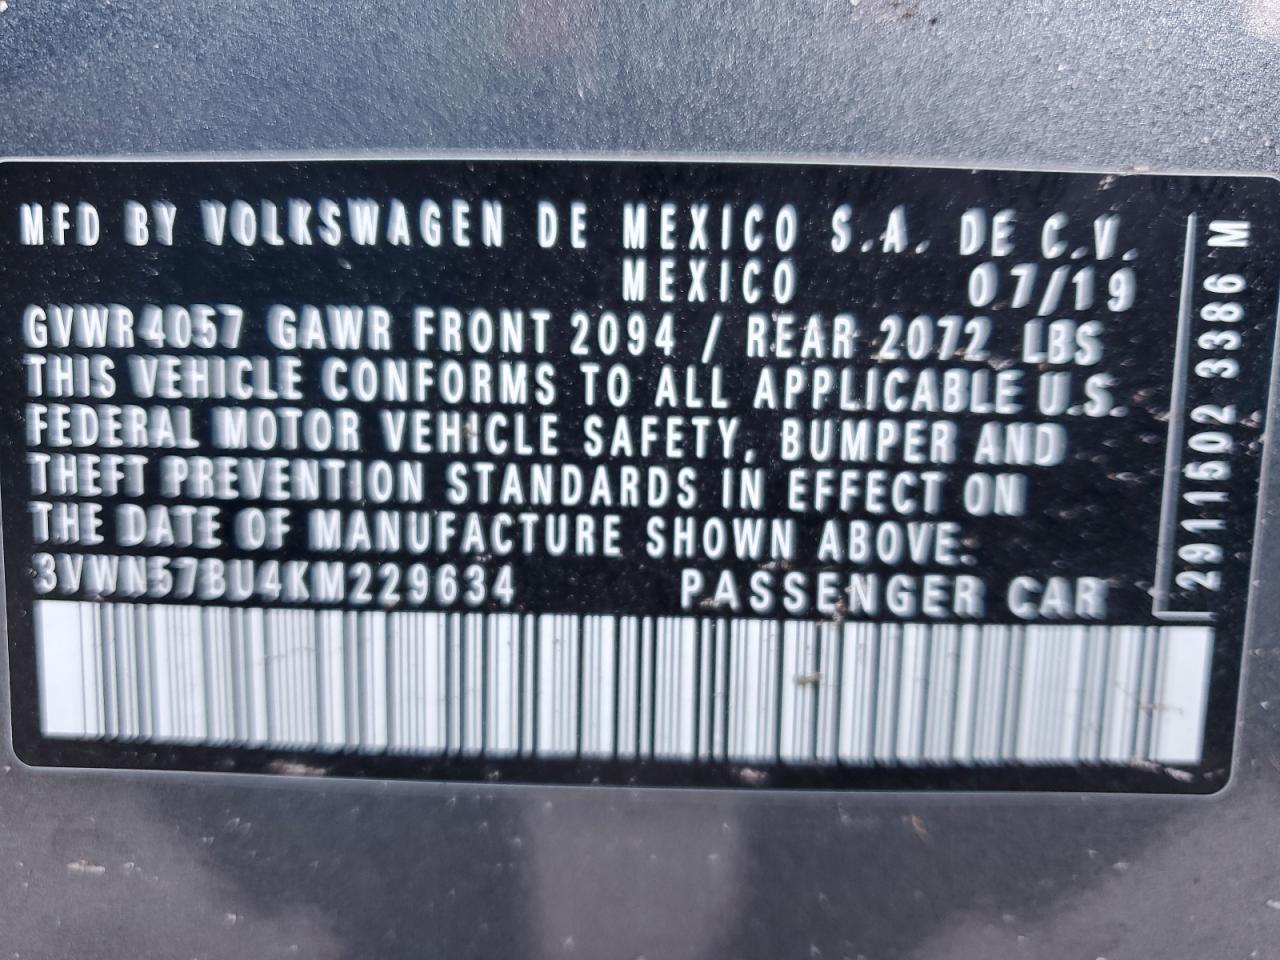 MFD BY VOLKSWAGEN DE MEXICO S.A. DE C.V.
MEXICO 07/19
GVWR 4057 GAWR FRONT 2094 / REAR 2072 LBS
THIS VEHICLE CONFORMS TO ALL APPLICABLE U.S.
FEDERAL MOTOR VEHICLE SAFETY, BUMPER AND
THEFT PREVENTION STANDARDS IN EFFECT ON
THE DATE OF MANUFACTURE SHOWN ABOVE.
3VWN57BU4KM229634 PASSENGER CAR
2911502 3386 M